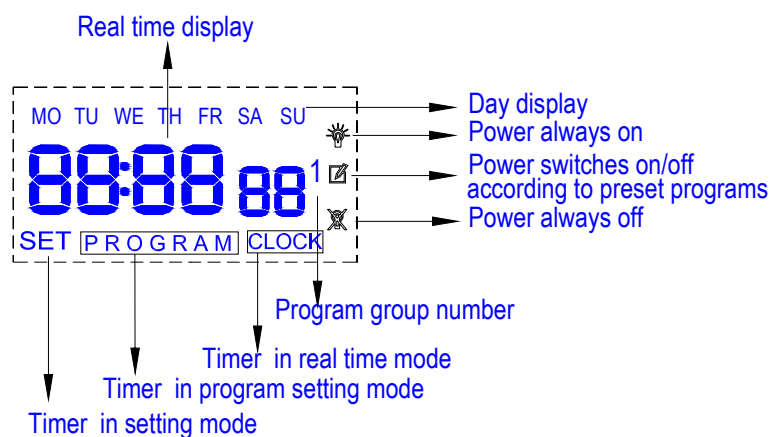 Real time display
MO TU WE TH FR SA SU
Day display
Power always on
88:88 88 1
Power switches on/off
according to preset programs
Power always off
SET PROGRAM CLOCK
Program group number
Timer in real time mode
Timer in program setting mode
Timer in setting mode